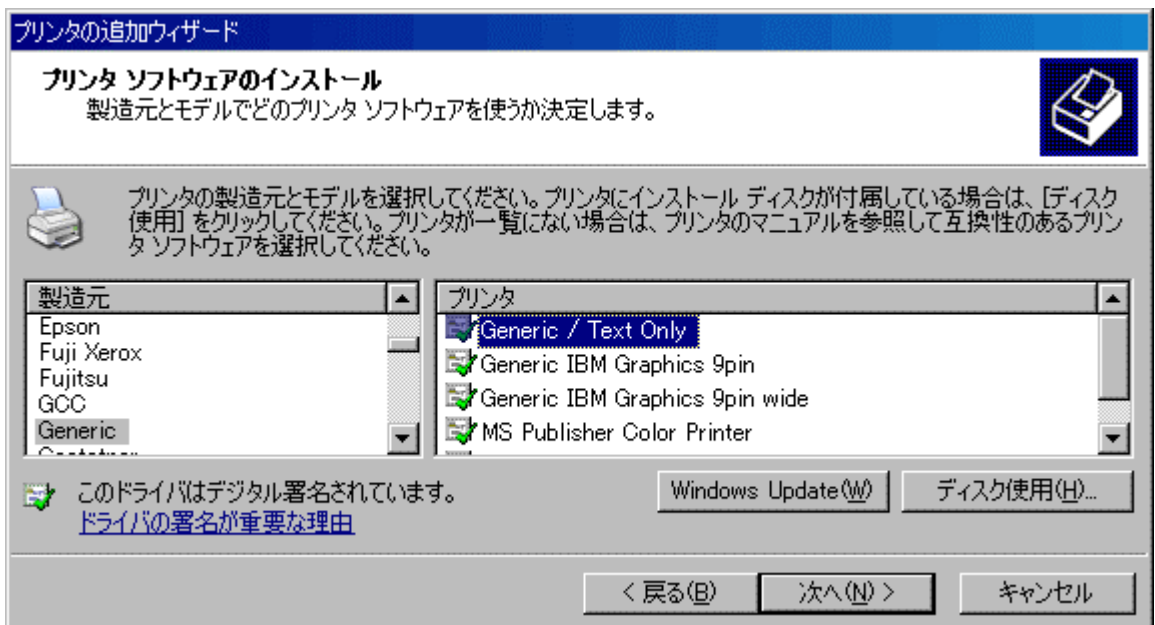 プリンタの追加ウィザード
プリンタ ソフトウェアのインストール
製造元とモデルでどのプリンタ ソフトウェアを使うか決定します。
プリンタの製造元とモデルを選択してください。プリンタにインストール ディスクが付属している場合は、[ディスク
使用] をクリックしてください。プリンタが一覧にない場合は、プリンタのマニュアルを参照して互換性のあるプリン
タ ソフトウェアを選択してください。
製造元
Epson
Fuji Xerox
Fujitsu
GCC
Generic
プリンタ
Generic / Text Only
Generic IBM Graphics 9pin
Generic IBM Graphics 9pin wide
MS Publisher Color Printer
このドライバはデジタル署名されています。
ドライバの署名が重要な理由
Windows Update(W)
ディスク使用(H)...
< 戻る(B)
次へ(N) >
キャンセル